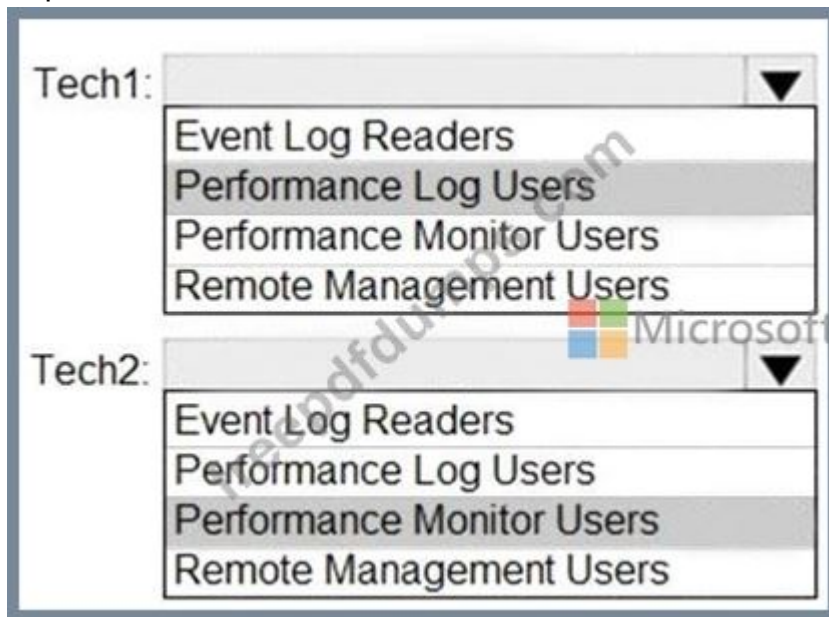 Tech1:
Event Log Readers
Performance Log Users
Performance Monitor Users
Remote Management Users
Microsoft
Tech2:
Event Log Readers
Performance Log Users
Performance Monitor Users
Remote Management Users